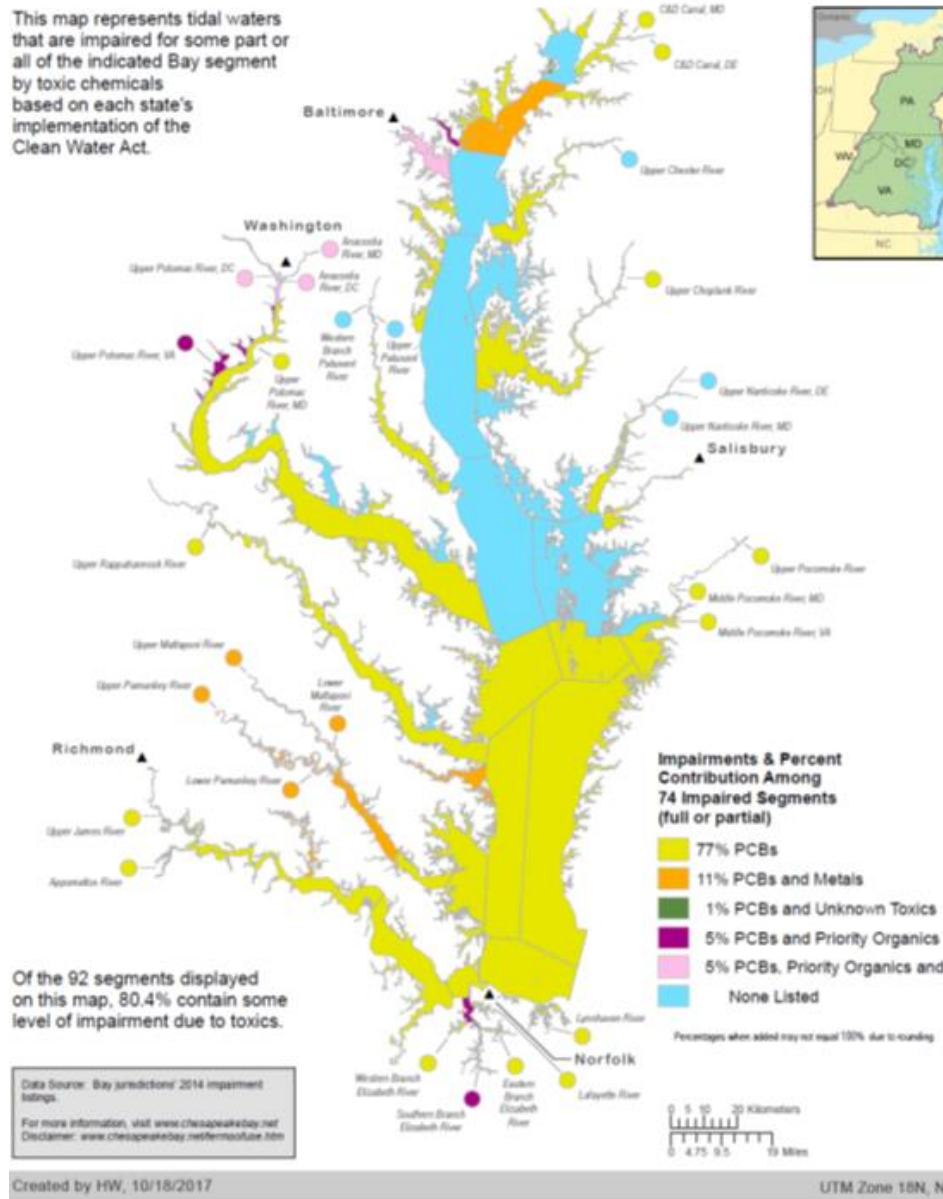 This map represents tidal waters
that are impaired for some part or
all of the indicated Bay segment
by toxic chemicals
based on each state's
implementation of the
Clean Water Act.
C&D Canal, MD
C&D Canal, DE
Ontario
OH
PA
WV
MD
DC
VA
NC
Baltimore
Upper Chester River
Washington
Anacostia
River, MD
Upper Potomac River, DC
Anacostia
River, DC
Upper Choptank River
Upper Potomac River, VA
Western
Branch
Patuxent
River
Upper
Patuxent
River
Upper
Potomac
River, MD
Upper Nanticoke River, DE
Upper Nanticoke River, MD
Salisbury
Upper Rappahannock River
Upper Pocomoke River
Middle Pocomoke River, MD
Middle Pocomoke River, VA
Upper Mattaponi River
Upper Pamunkey River
Lower
Mattaponi
River
Richmond
Lower Pamunkey River
Upper James River
Appomattox River
Impairments & Percent
Contribution Among
74 Impaired Segments
(full or partial)
77% PCBs
11% PCBs and Metals
1% PCBs and Unknown Toxics
5% PCBs and Priority Organics
5% PCBs, Priority Organics and
None Listed
Percentages when added may not equal 100% due to rounding
Of the 92 segments displayed
on this map, 80.4% contain some
level of impairment due to toxics.
Lynnhaven River
Norfolk
Western Branch
Elizabeth River
Eastern
Branch
Elizabeth
River
Lafayette River
Southern Branch
Elizabeth River
Data Source: Bay jurisdictions' 2014 impairment
listings.
For more information, visit www.chesapeakebay.net
Disclaimer: www.chesapeakebay.net/termsofuse.htm
0 5 10 20 Kilometers
0 4.75 9.5 19 Miles
Created by HW, 10/18/2017
UTM Zone 18N, N